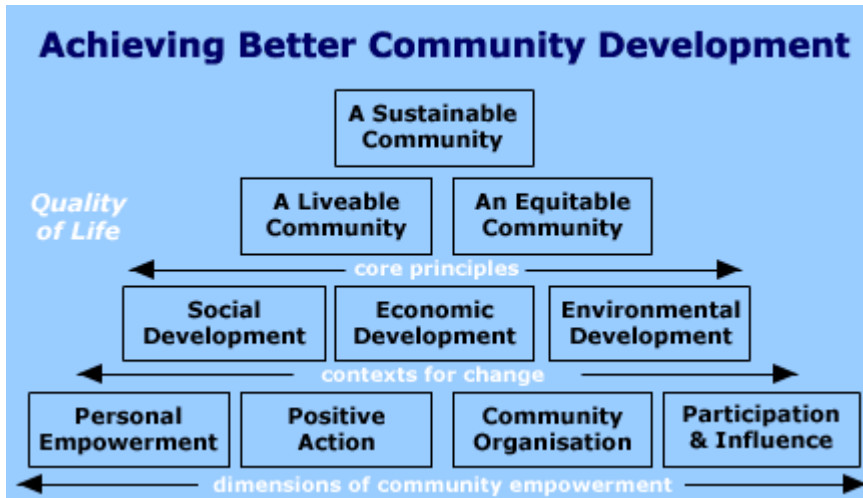 Achieving Better Community Development
A Sustainable
Community
Quality
of Life
A Liveable
Community
An Equitable
Community
core principles
Social
Development
Economic
Development
Environmental
Development
contexts for change
Personal
Empowerment
Positive
Action
Community
Organisation
Participation
& Influence
dimensions of community empowerment